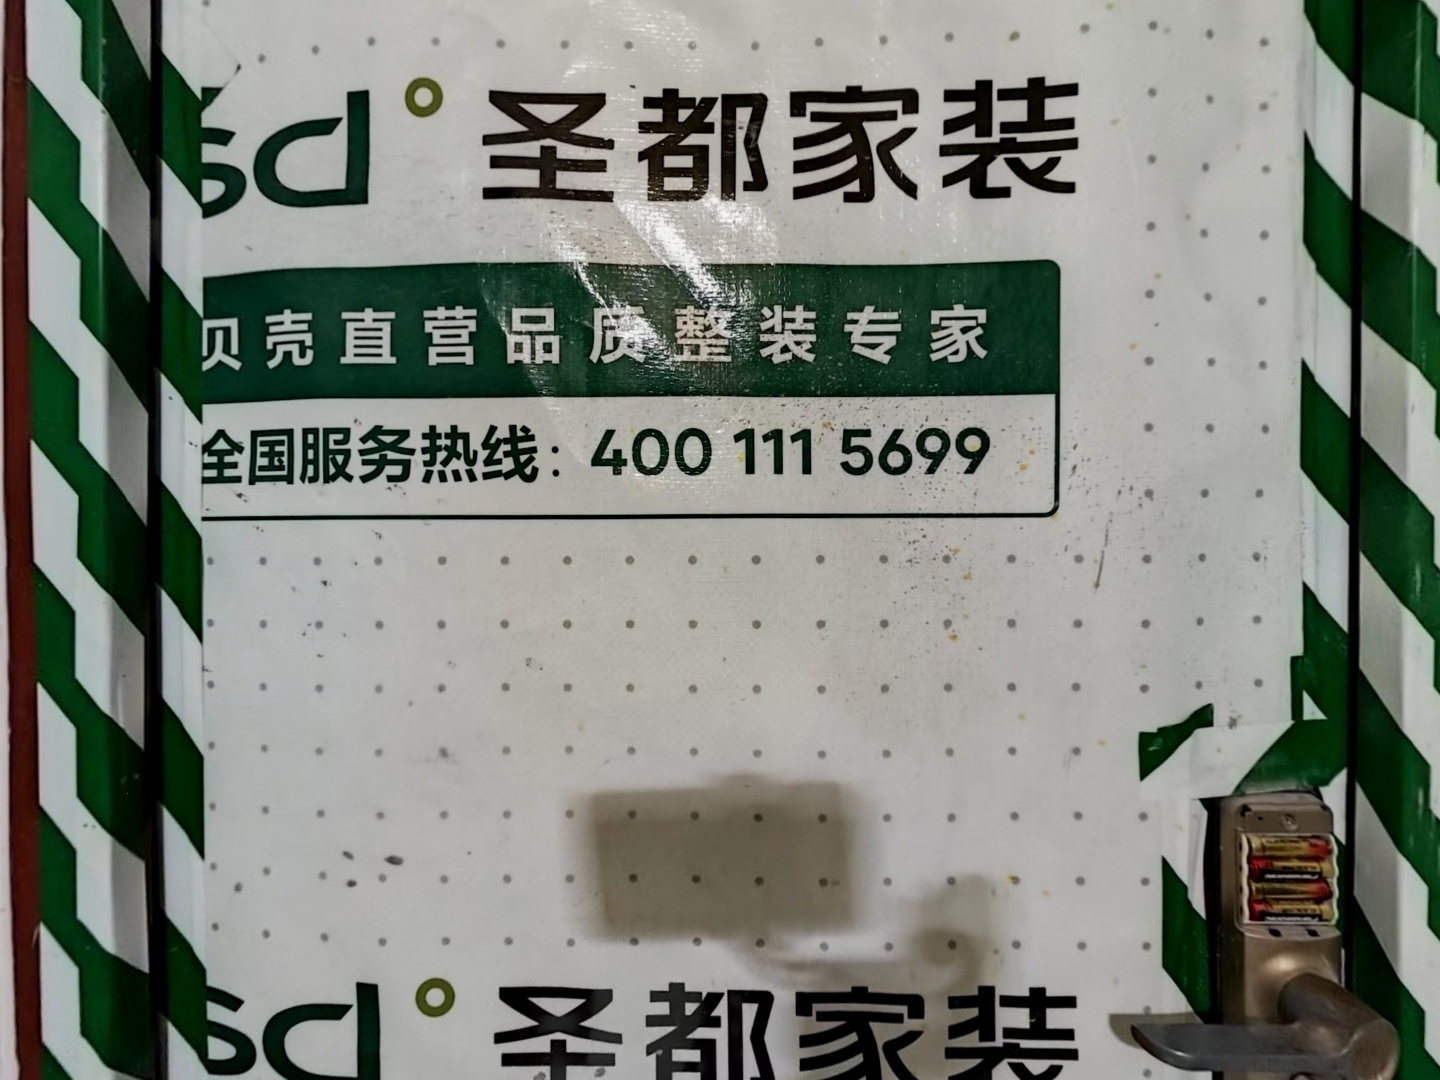 sd 圣都家装
贝壳直营品质整装专家
全国服务热线：400 111 5699
sd 圣都家装